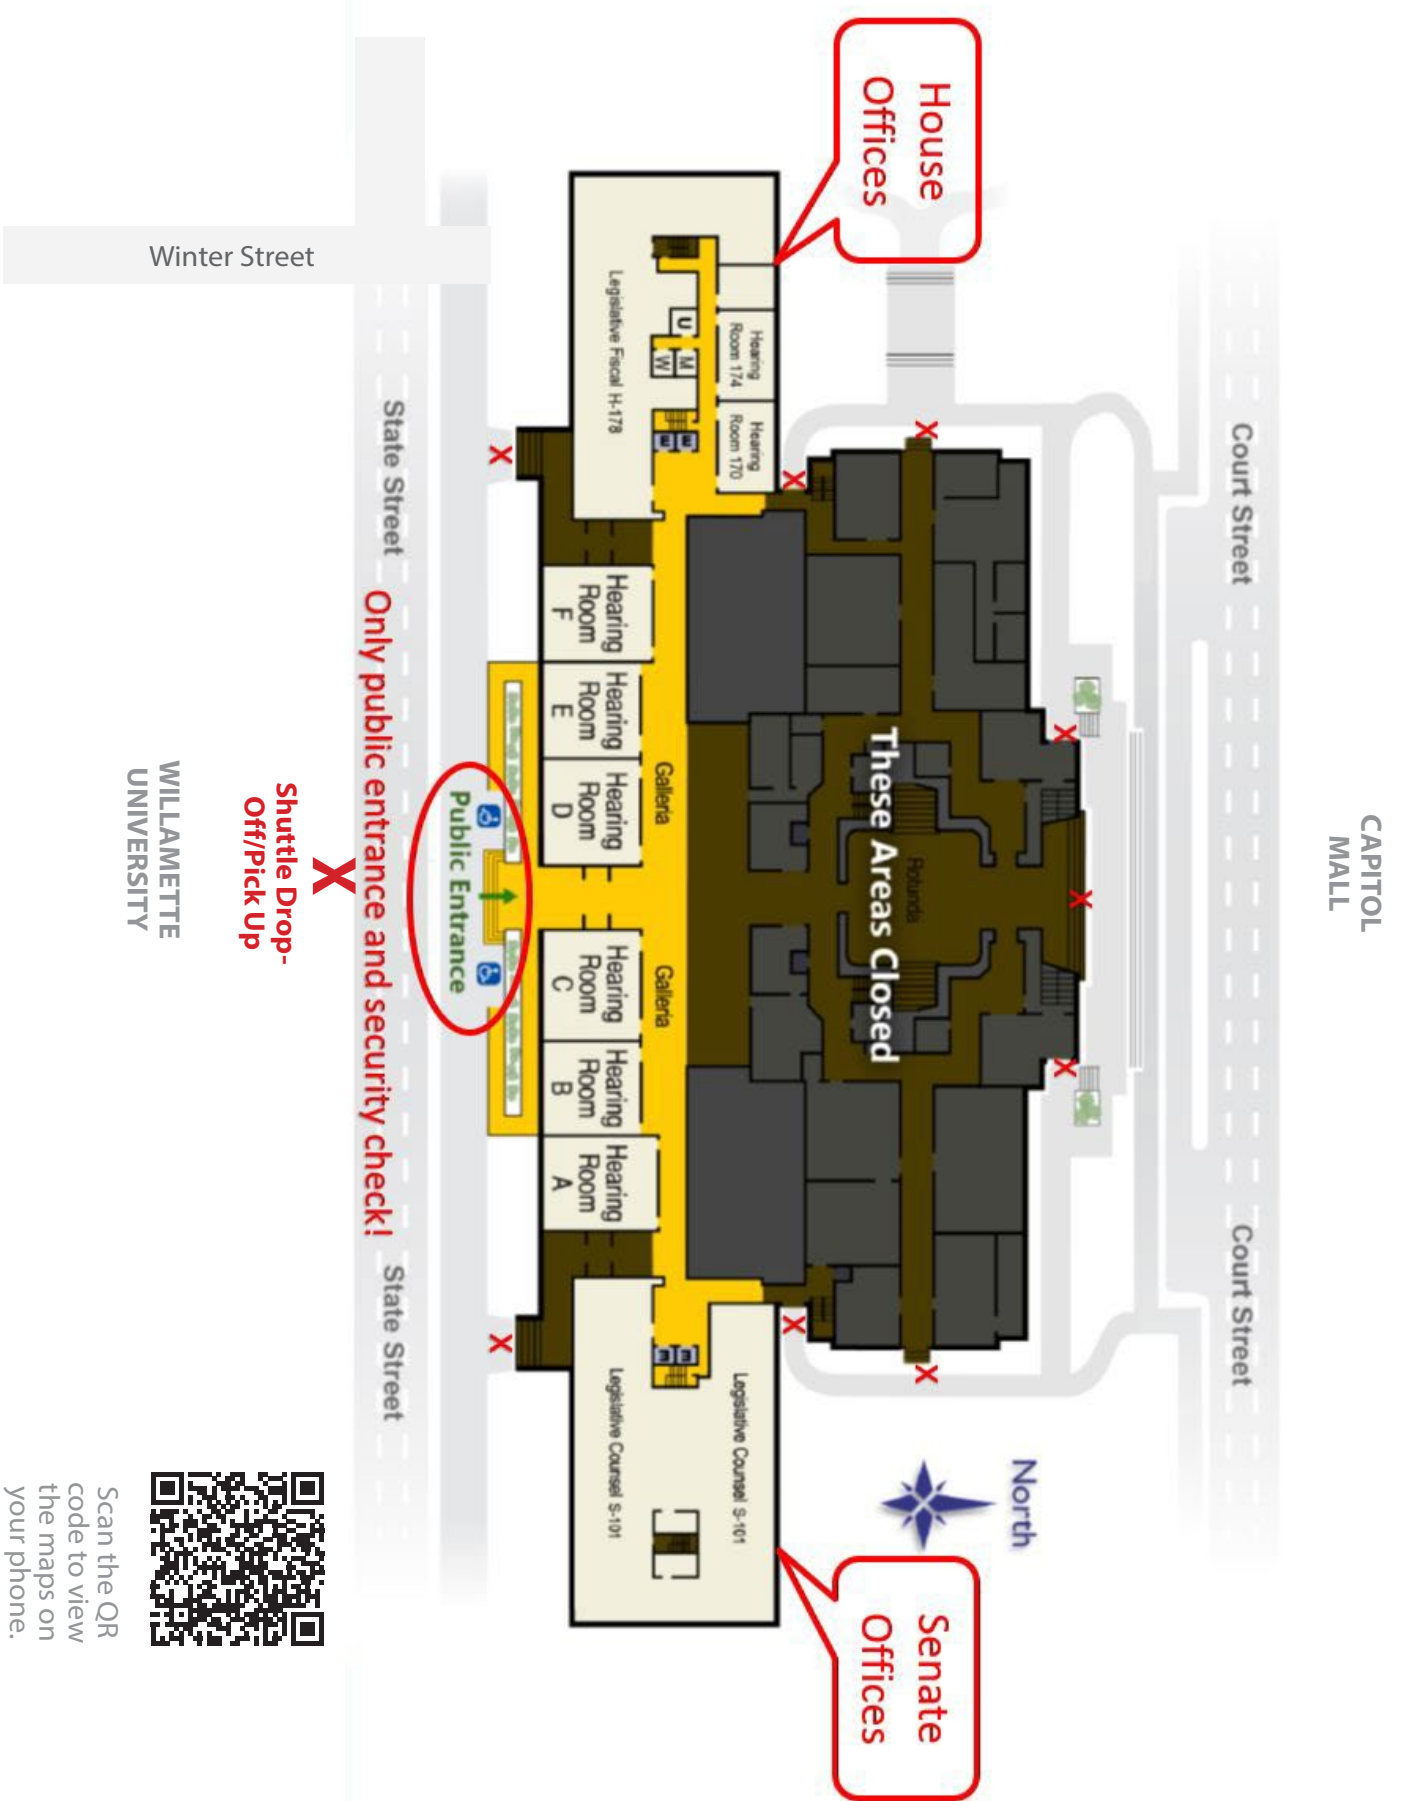 CAPITOL
MALL
Court Street
Court Street
North
House
Offices
Senate
Offices
These Areas Closed
Rotunda
Hearing
Room 174
Hearing
Room 170
Legislative Counsel S-101
U
M
W
E
E
E
E
Galleria
Galleria
Legislative Fiscal H-178
Hearing
Room
F
Hearing
Room
E
Hearing
Room
D
Hearing
Room
C
Hearing
Room
B
Hearing
Room
A
Legislative Counsel S-101
X
X
X
X
X
X
X
X
X
Public Entrance
State Street
State Street
Only public entrance and security check!
Winter Street
X
Shuttle Drop-
Off/Pick Up
WILLAMETTE
UNIVERSITY
Scan the QR
code to view
the maps on
your phone.